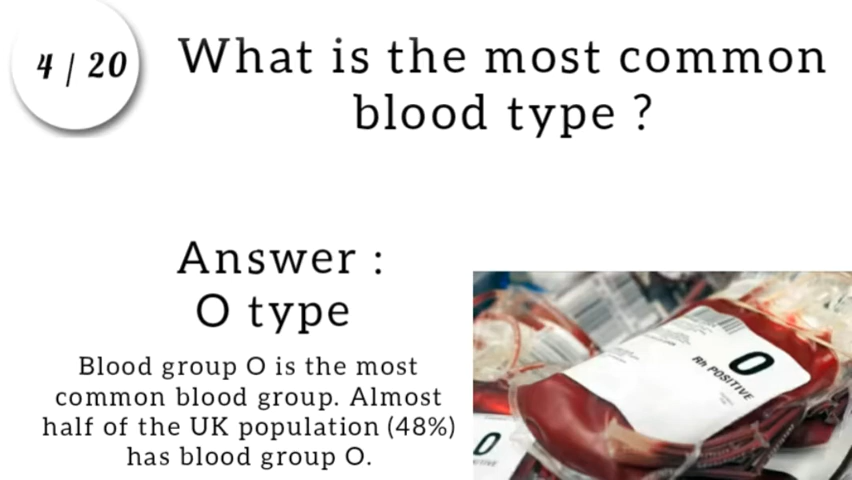 4 / 20
What is the most common
blood type ?
Answer :
O type
Blood group O is the most
common blood group. Almost
half of the UK population (48%)
has blood group O.
O
Rh POSITIVE
O